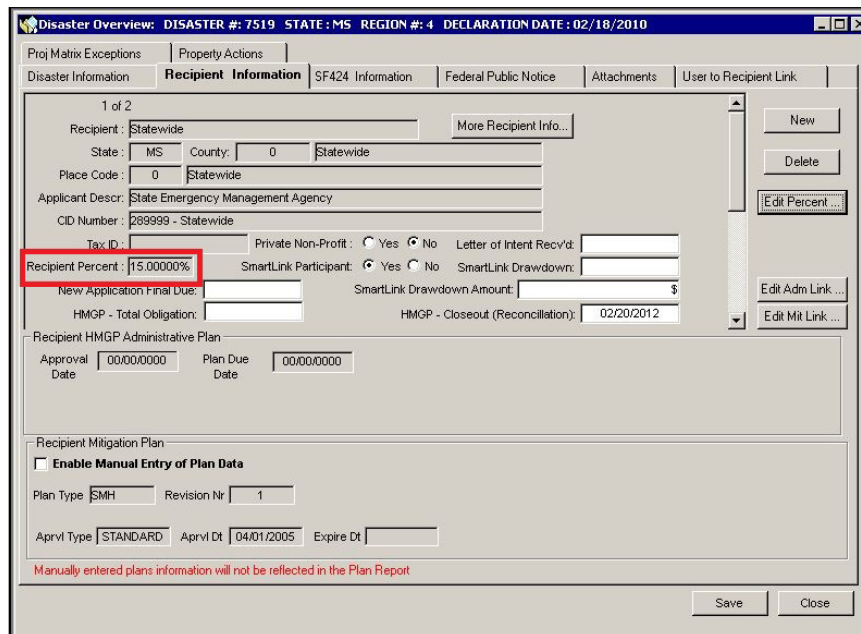 Disaster Overview: DISASTER #: 7519 STATE : MS REGION #: 4 DECLARATION DATE : 02/18/2010
Proj Matrix Exceptions Property Actions
Disaster Information Recipient Information SF424 Information Federal Public Notice Attachments User to Recipient Link
1 of 2
Recipient : Statewide More Recipient Info... New
State : MS County: 0 Statewide
Delete
Place Code : 0 Statewide
Applicant Descr: State Emergency Management Agency Edit Percent ...
CID Number : 289999 - Statewide
Tax ID : Private Non-Profit : Yes No Letter of Intent Recv'd:
Recipient Percent : 15.00000% SmartLink Participant: Yes No SmartLink Drawdown:
New Application Final Due: SmartLink Drawdown Amount: $ Edit Adm Link ...
HMGP - Total Obligation: HMGP - Closeout (Reconcillation): 02/20/2012 Edit Mit Link ...
Recipient HMGP Administrative Plan
Approval Date 00/00/0000 Plan Due Date 00/00/0000
Recipient Mitigation Plan
Enable Manual Entry of Plan Data
Plan Type SMH Revision Nr 1
Aprvl Type STANDARD Aprvl Dt 04/01/2005 Expire Dt
Manually entered plans information will not be reflected in the Plan Report
Save Close